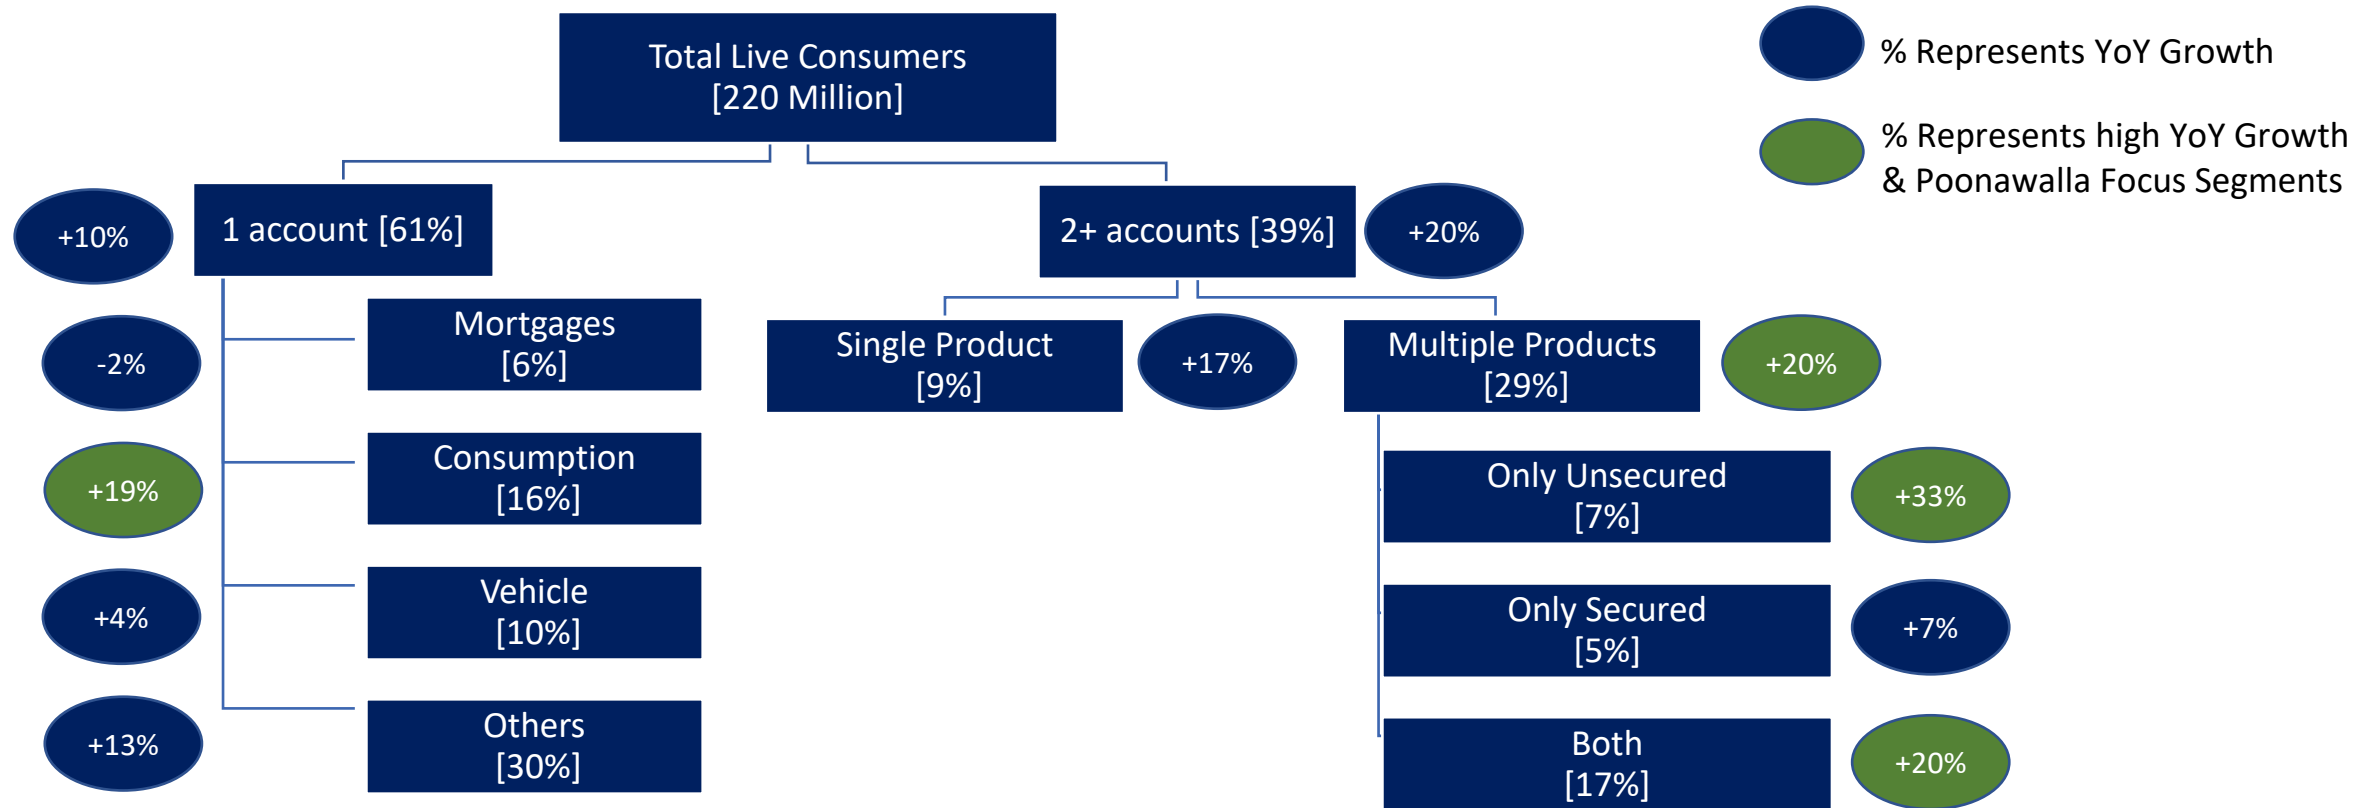 Total Live Consumers
[220 Million]
% Represents YoY Growth
% Represents high YoY Growth
& Poonawalla Focus Segments
+10%
1 account [61%]
2+ accounts [39%]
+20%
-2%
Mortgages
[6%]
Single Product
[9%]
+17%
Multiple Products
[29%]
+20%
+19%
Consumption
[16%]
Only Unsecured
[7%]
+33%
+4%
Vehicle
[10%]
Only Secured
[5%]
+7%
+13%
Others
[30%]
Both
[17%]
+20%